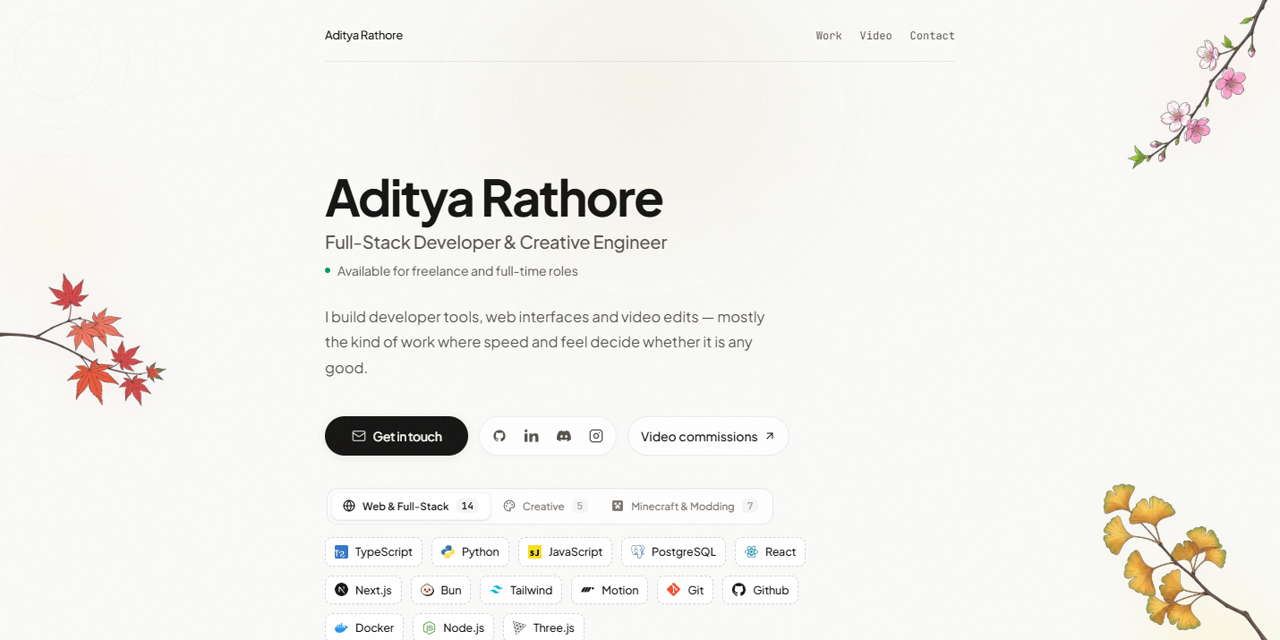 Aditya Rathore
Work Video Contact
Aditya Rathore
Full-Stack Developer & Creative Engineer
Available for freelance and full-time roles
I build developer tools, web interfaces and video edits — mostly
the kind of work where speed and feel decide whether it is any
good.
Get in touch
Video commissions
Web & Full-Stack 14 Creative 5 Minecraft & Modding 7
TypeScript Python JavaScript PostgreSQL React
Next.js Bun Tailwind Motion Git Github
Docker Node.js Three.js